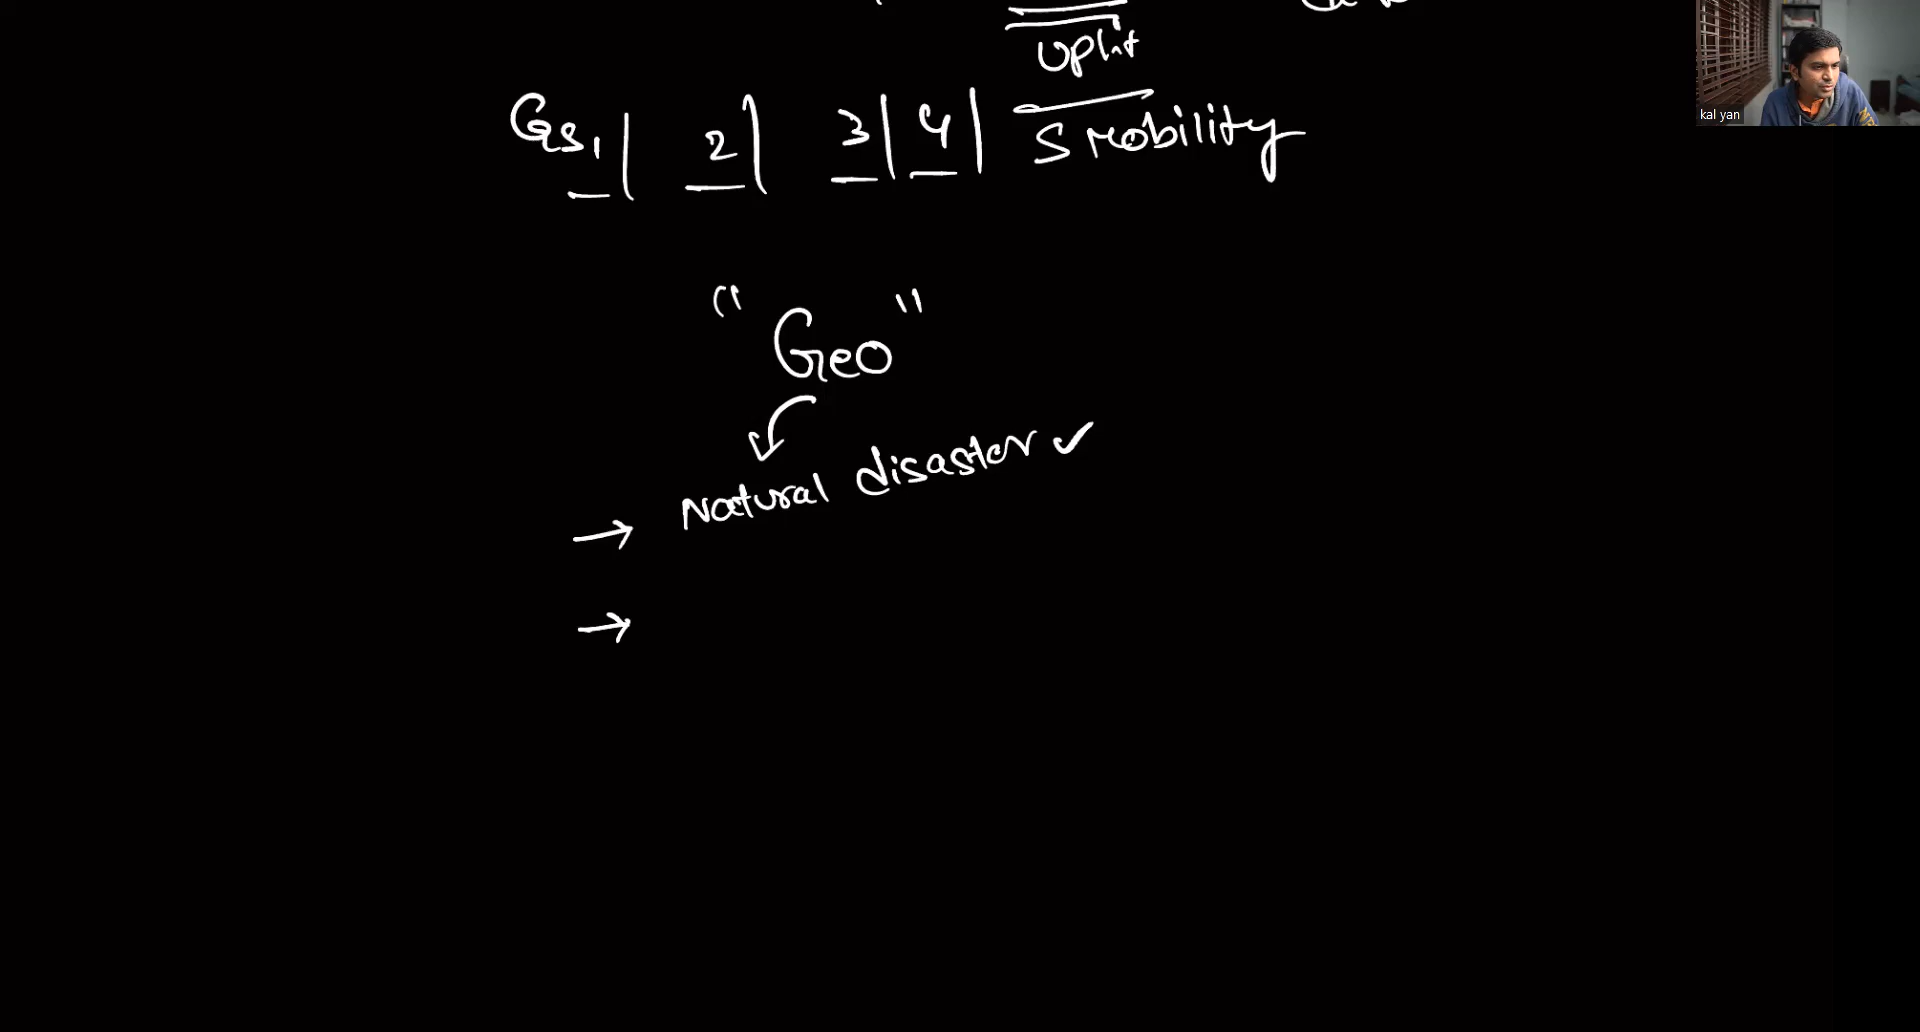 Uplift
GS1 | 2 | 3 | 4 | S Mobility
"Geo"
Natural disaster ✓
→
→
kal yan